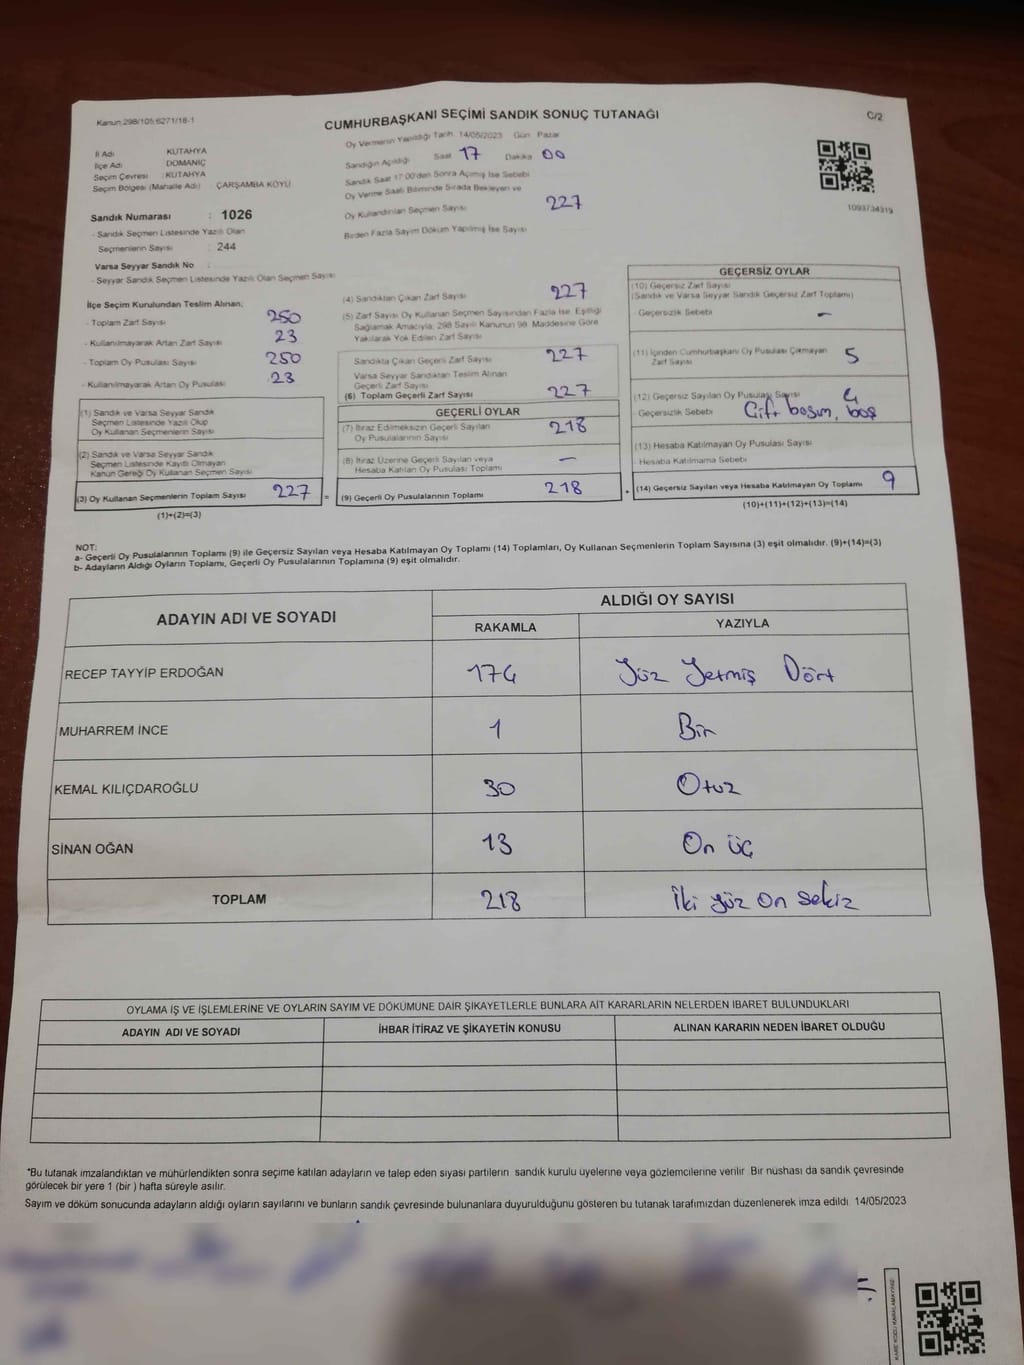 Kanun:298/105;6271/18-1
CUMHURBAŞKANI SEÇİMİ SANDIK SONUÇ TUTANAĞI
C/2
İl Adı : KÜTAHYA
İlçe Adı : DOMANİÇ
Seçim Çevresi : KÜTAHYA
Seçim Bölgesi (Mahalle Adı) : ÇARŞAMBA KÖYÜ
Sandık Numarası : 1026
- Sandık Seçmen Listesinde Yazılı Olan
Seçmenlerin Sayısı : 244
Varsa Seyyar Sandık No :
- Seyyar Sandık Seçmen Listesinde Yazılı Olan Seçmen Sayısı
Oy Vermenin Yapıldığı Tarih: 14/05/2023 Gün: Pazar
Sandığın Açıldığı Saat 17 Dakika 00
Sandık Saat 17:00'den Sonra Açılmış İse Sebebi
Oy Verme Saati Bitiminde Sırada Bekleyen ve
Oy Kullandırılan Seçmen Sayısı 227
Birden Fazla Sayım Döküm Yapılmış İse Sayısı
1093734319
İlçe Seçim Kurulundan Teslim Alınan;
- Toplam Zarf Sayısı 250
- Kullanılmayarak Artan Zarf Sayısı 23
- Toplam Oy Pusulası Sayısı 250
- Kullanılmayarak Artan Oy Pusulası 23
(1) Sandık ve Varsa Seyyar Sandık
Seçmen Listesinde Yazılı Olup
Oy Kullanan Seçmenlerin Sayısı
(2) Sandık ve Varsa Seyyar Sandık
Seçmen Listesinde Kayıtlı Olmayan
Kanun Gereği Oy Kullanan Seçmen Sayısı
(3) Oy Kullanan Seçmenlerin Toplam Sayısı 227 =
(1)+(2)=(3)
(4) Sandıktan Çıkan Zarf Sayısı 227
(5) Zarf Sayısı Oy Kullanan Seçmen Sayısından Fazla İse, Eşitliği
Sağlamak Amacıyla, 298 Sayılı Kanunun 98. Maddesine Göre
Yakılarak Yok Edilen Zarf Sayısı
Sandıkta Çıkan Geçerli Zarf Sayısı 227
Varsa Seyyar Sandıktan Teslim Alınan
Geçerli Zarf Sayısı
(6) Toplam Geçerli Zarf Sayısı 227
GEÇERLİ OYLAR
(7) İtiraz Edilmeksizin Geçerli Sayılan
Oy Pusulalarının Sayısı 218
(8) İtiraz Üzerine Geçerli Sayılan veya
Hesaba Katılan Oy Pusulası Toplamı –
(9) Geçerli Oy Pusulalarının Toplamı 218 +
GEÇERSİZ OYLAR
(10) Geçersiz Zarf Sayısı
(Sandık ve Varsa Seyyar Sandık Geçersiz Zarf Toplamı)
- Geçersizlik Sebebi –
(11) İçinden Cumhurbaşkanı Oy Pusulası Çıkmayan
Zarf Sayısı 5
(12) Geçersiz Sayılan Oy Pusulası Sayısı 4
- Geçersizlik Sebebi Çift basım, boş
(13) Hesaba Katılmayan Oy Pusulası Sayısı
- Hesaba Katılmama Sebebi
(14) Geçersiz Sayılan veya Hesaba Katılmayan Oy Toplamı 9
(10)+(11)+(12)+(13)=(14)
NOT:
a- Geçerli Oy Pusulalarının Toplamı (9) ile Geçersiz Sayılan veya Hesaba Katılmayan Oy Toplamı (14) Toplamları, Oy Kullanan Seçmenlerin Toplam Sayısına (3) eşit olmalıdır. (9)+(14)=(3)
b- Adayların Aldığı Oyların Toplamı, Geçerli Oy Pusulalarının Toplamına (9) eşit olmalıdır.
ADAYIN ADI VE SOYADI
ALDIĞI OY SAYISI
RAKAMLA YAZIYLA
RECEP TAYYİP ERDOĞAN 174 Yüz Yetmiş Dört
MUHARREM İNCE 1 Bir
KEMAL KILIÇDAROĞLU 30 Otuz
SİNAN OĞAN 13 On üç
TOPLAM 218 İki yüz on sekiz
OYLAMA İŞ VE İŞLEMLERİNE VE OYLARIN SAYIM VE DÖKÜMÜNE DAİR ŞİKAYETLERLE BUNLARA AİT KARARLARIN NELERDEN İBARET BULUNDUKLARI
ADAYIN ADI VE SOYADI İHBAR İTİRAZ VE ŞİKAYETİN KONUSU ALINAN KARARIN NEDEN İBARET OLDUĞU
*Bu tutanak imzalandıktan ve mühürlendikten sonra seçime katılan adayların ve talep eden siyasi partilerin sandık kurulu üyelerine veya gözlemcilerine verilir. Bir nüshası da sandık çevresinde
görülecek bir yere 1 (bir ) hafta süreyle asılır.
Sayım ve döküm sonucunda adayların aldığı oyların sayılarını ve bunların sandık çevresinde bulunanlara duyurulduğunu gösteren bu tutanak tarafımızdan düzenlenerek imza edildi. 14/05/2023
KARE KODU KARALAMAYINIZ!